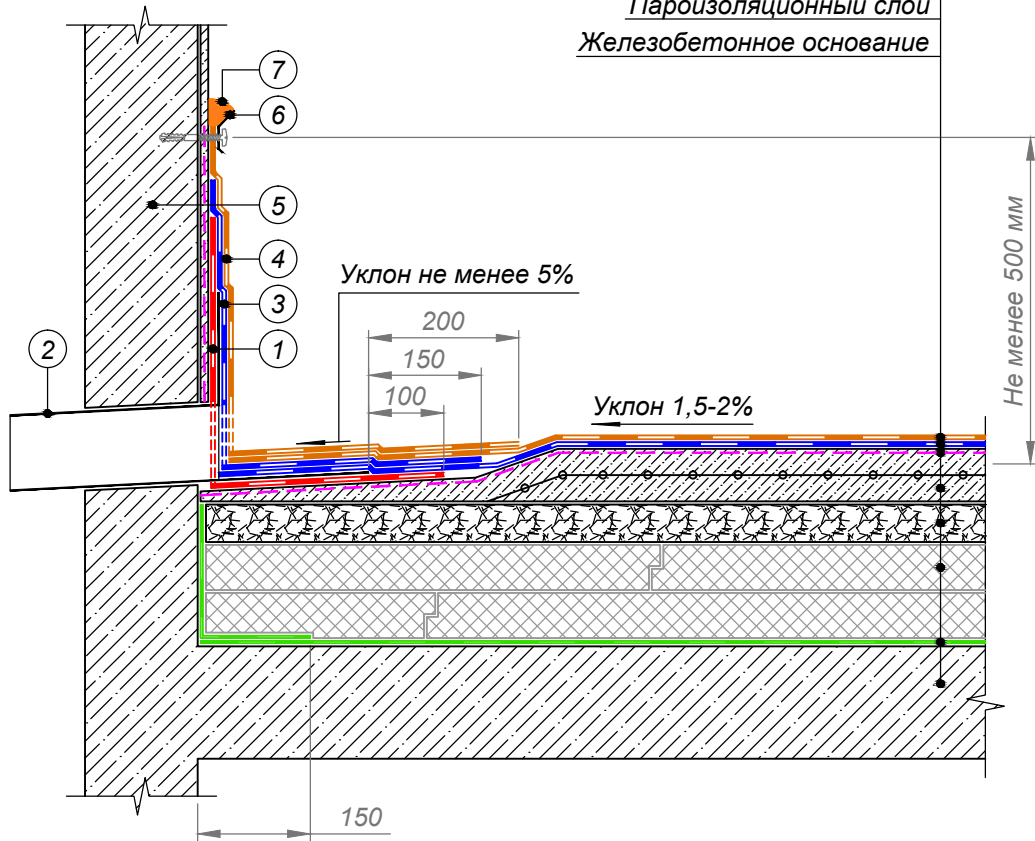 Пароизоляционный слой
Железобетонное основание
7
6
5
4
3
1
2
Уклон не менее 5%
200
150
100
Уклон 1,5-2%
Не менее 500 мм
150